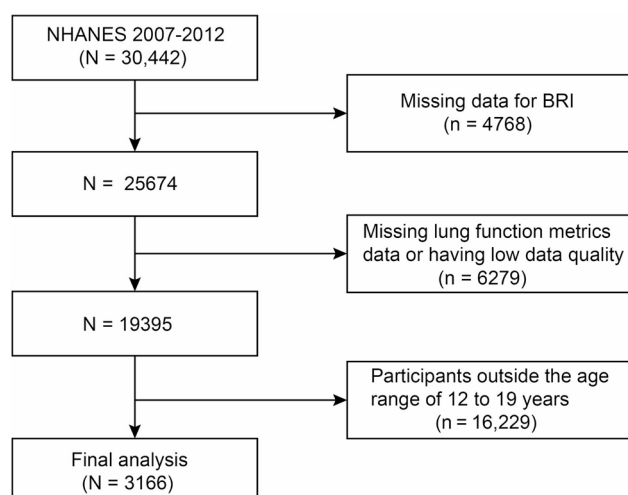 NHANES 2007-2012
(N = 30,442)
Missing data for BRI
(n = 4768)
N = 25674
Missing lung function metrics
data or having low data quality
(n = 6279)
N = 19395
Participants outside the age
range of 12 to 19 years
(n = 16,229)
Final analysis
(N = 3166)